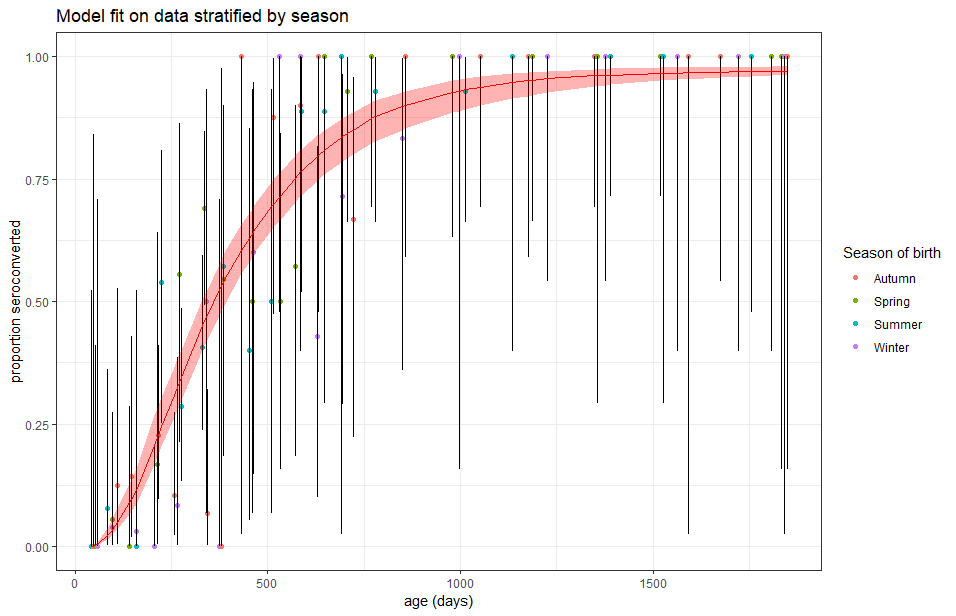 Model fit on data stratified by season
proportion seroconverted
1.00
0.75
0.50
0.25
0.00
0
500
1000
1500
age (days)
Season of birth
Autumn
Spring
Summer
Winter